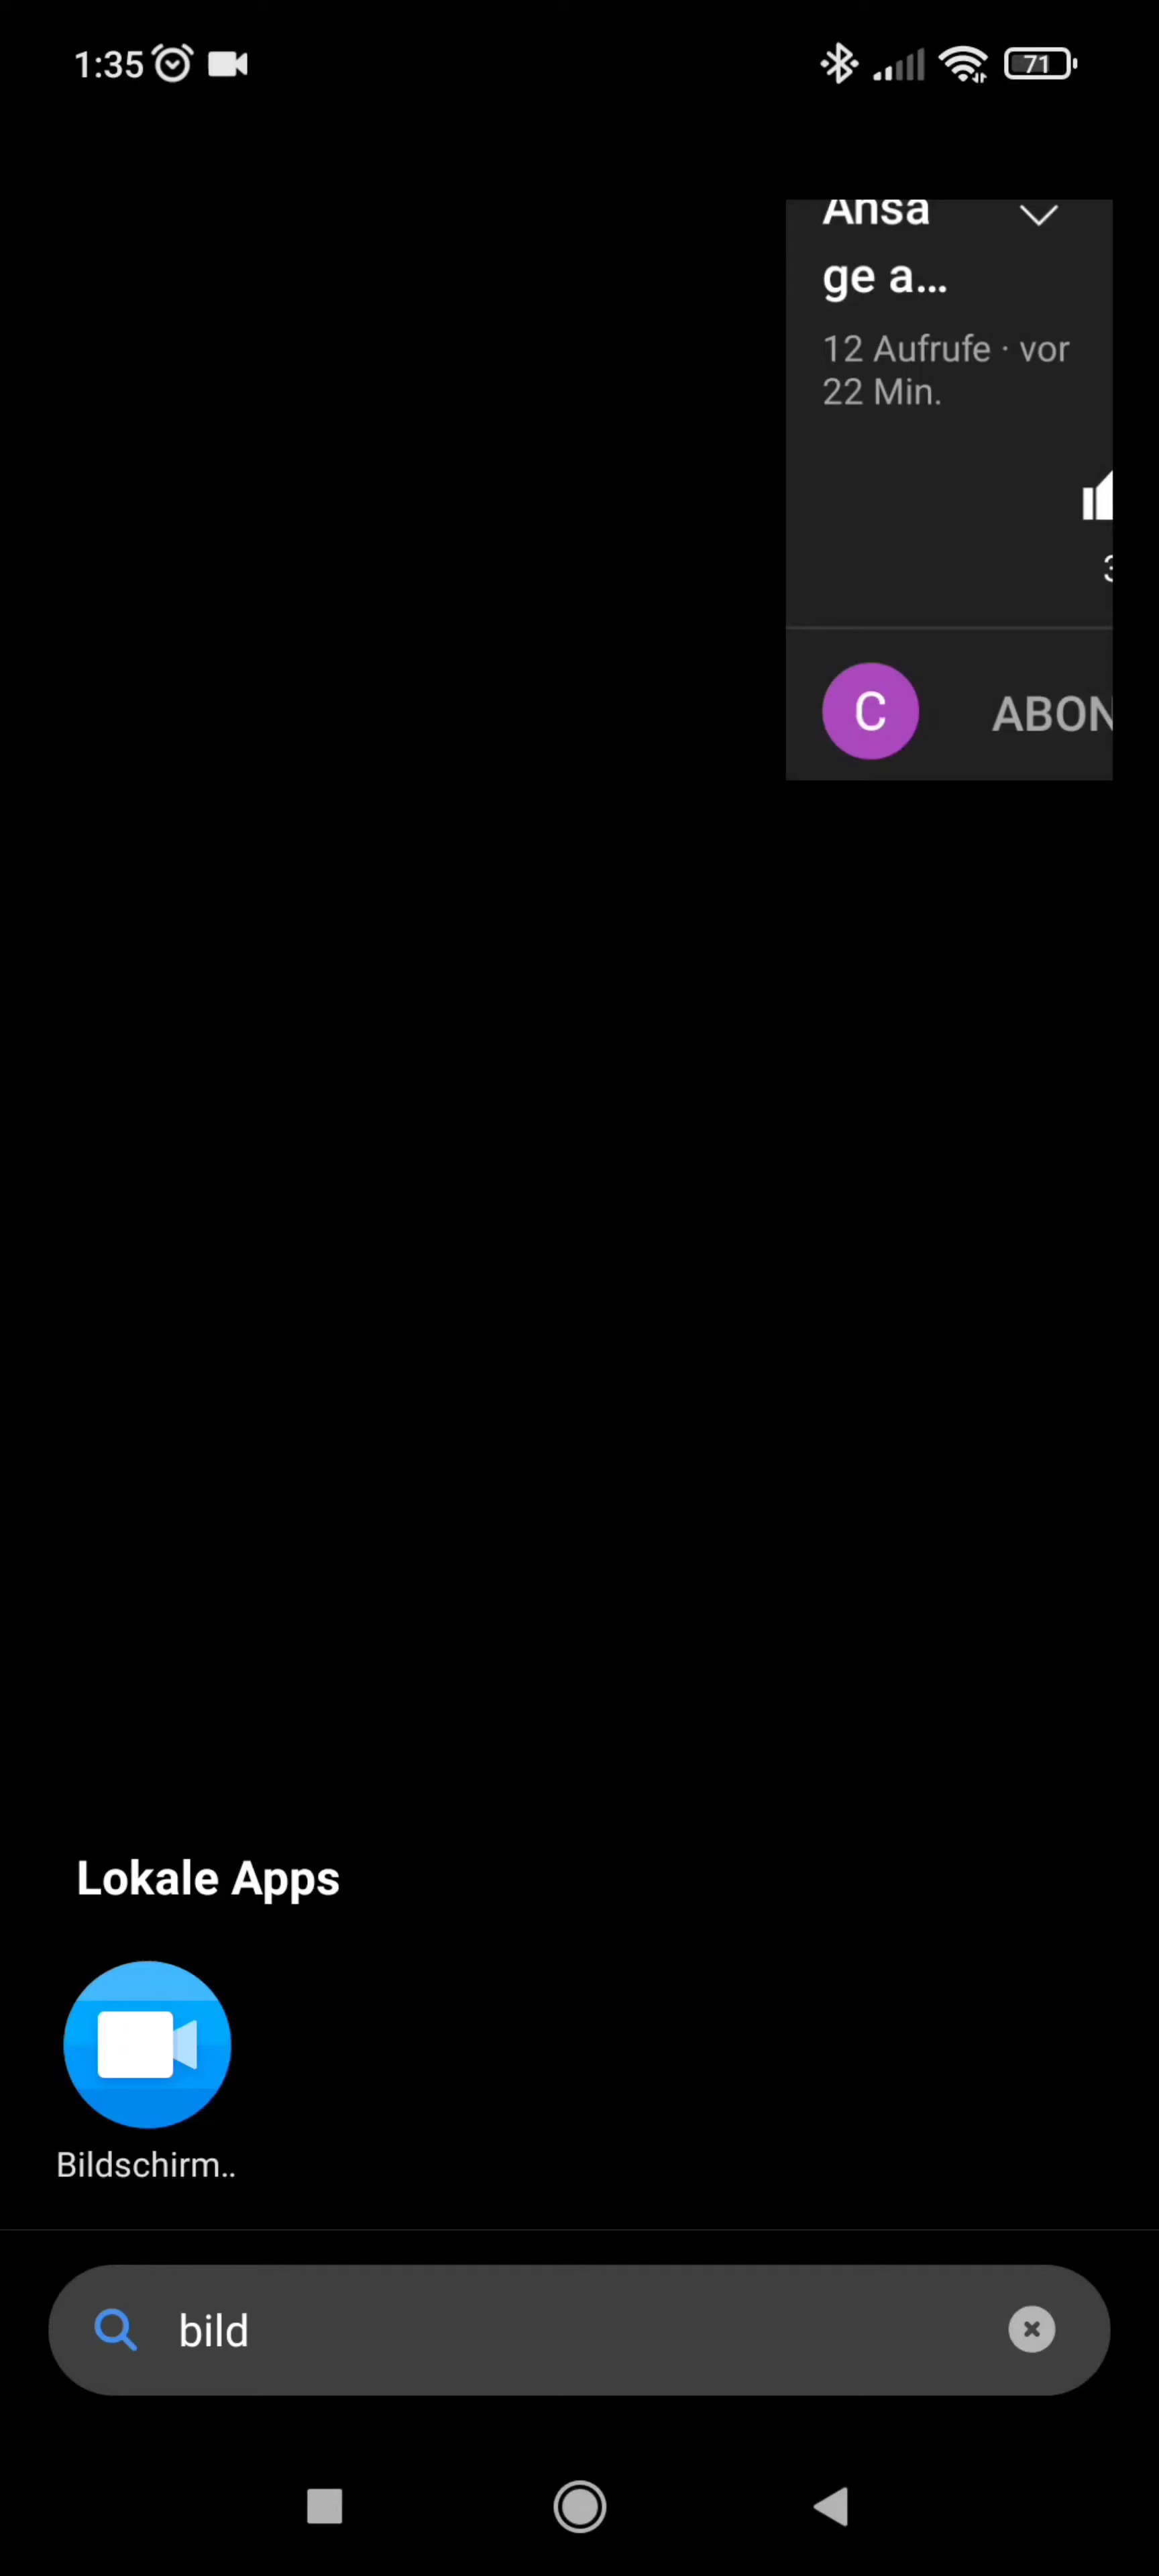 1:35
71
Ansa
ge a...
12 Aufrufe · vor
22 Min.
C
ABON
Lokale Apps
Bildschirm..
bild